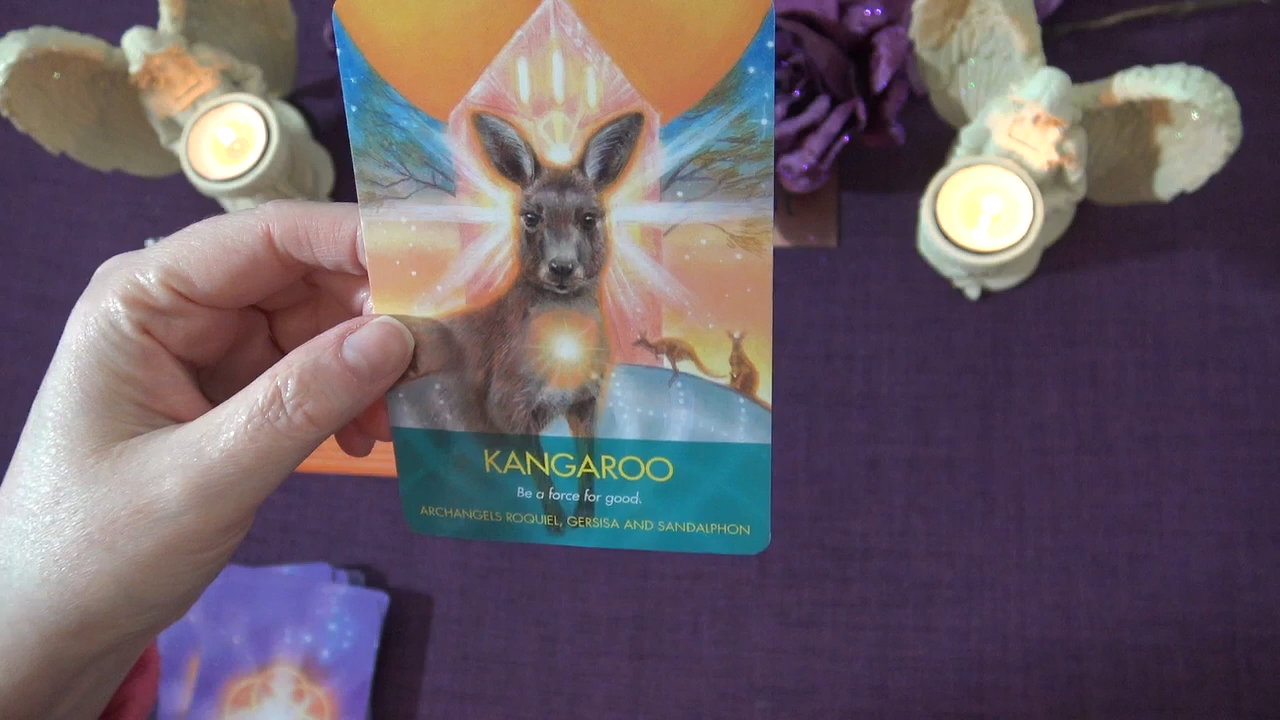 KANGAROO
Be a force for good.
ARCHANGELS ROQUIEL, GERSISA AND SANDALPHON